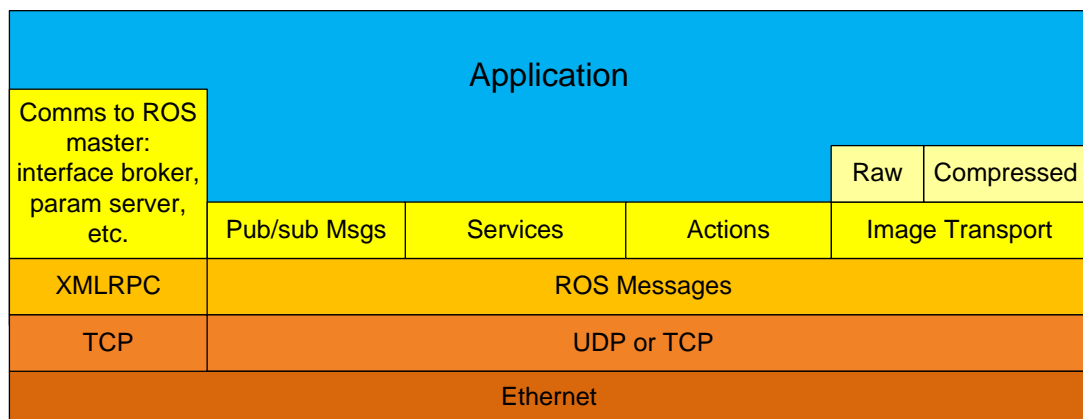 Application
Comms to ROS
master:
interface broker,
param server,
etc.
Raw
Compressed
Pub/sub Msgs
Services
Actions
Image Transport
XMLRPC
ROS Messages
TCP
UDP or TCP
Ethernet